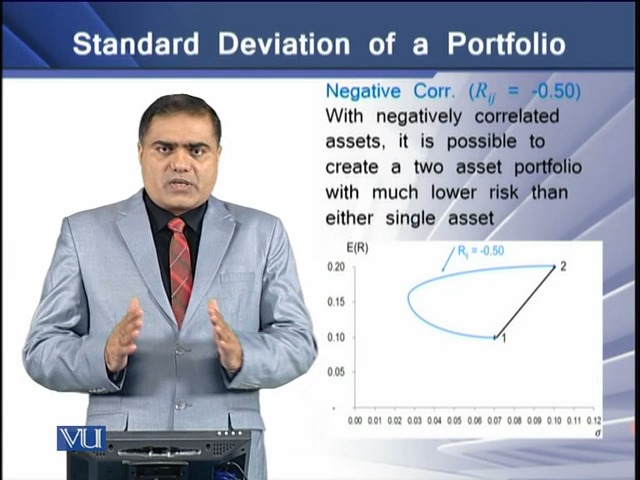 Standard Deviation of a Portfolio
Negative Corr. (Rij = -0.50)
With negatively correlated
assets, it is possible to
create a two asset portfolio
with much lower risk than
either single asset
E(R)
Rij = -0.50
0.20
2
0.15
0.10
1
0.05
-
0.00 0.01 0.02 0.03 0.04 0.05 0.06 0.07 0.08 0.09 0.10 0.11 0.12
σ
VU